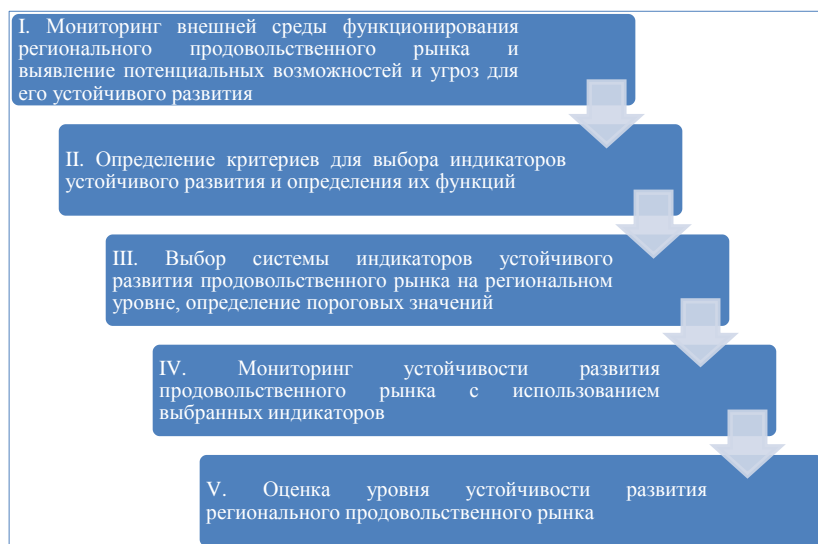 I. Мониторинг внешней среды функционирования
регионального продовольственного рынка и
выявление потенциальных возможностей и угроз для
его устойчивого развития
II. Определение критериев для выбора индикаторов
устойчивого развития и определения их функций
III. Выбор системы индикаторов устойчивого
развития продовольственного рынка на региональном
уровне, определение пороговых значений
IV. Мониторинг устойчивости развития
продовольственного рынка с использованием
выбранных индикаторов
V. Оценка уровня устойчивости развития
регионального продовольственного рынка